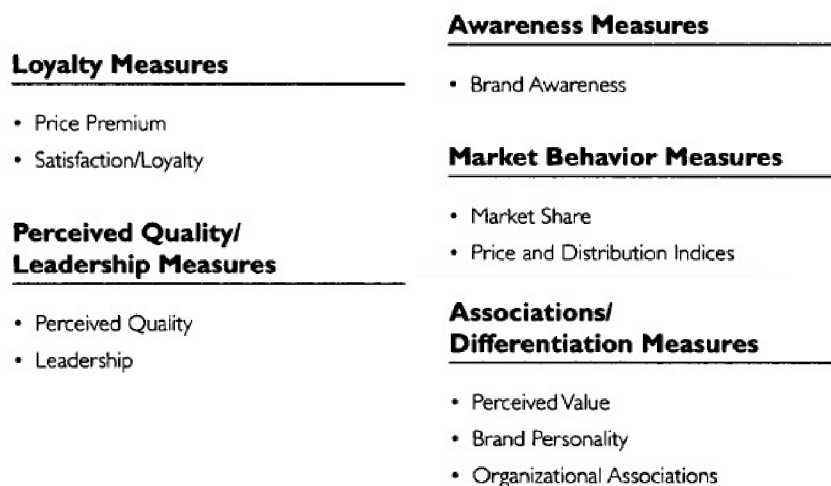 Loyalty Measures
• Price Premium
• Satisfaction/Loyalty
Perceived Quality/
Leadership Measures
• Perceived Quality
• Leadership
Awareness Measures
• Brand Awareness
Market Behavior Measures
• Market Share
• Price and Distribution Indices
Associations/
Differentiation Measures
• Perceived Value
• Brand Personality
• Organizational Associations